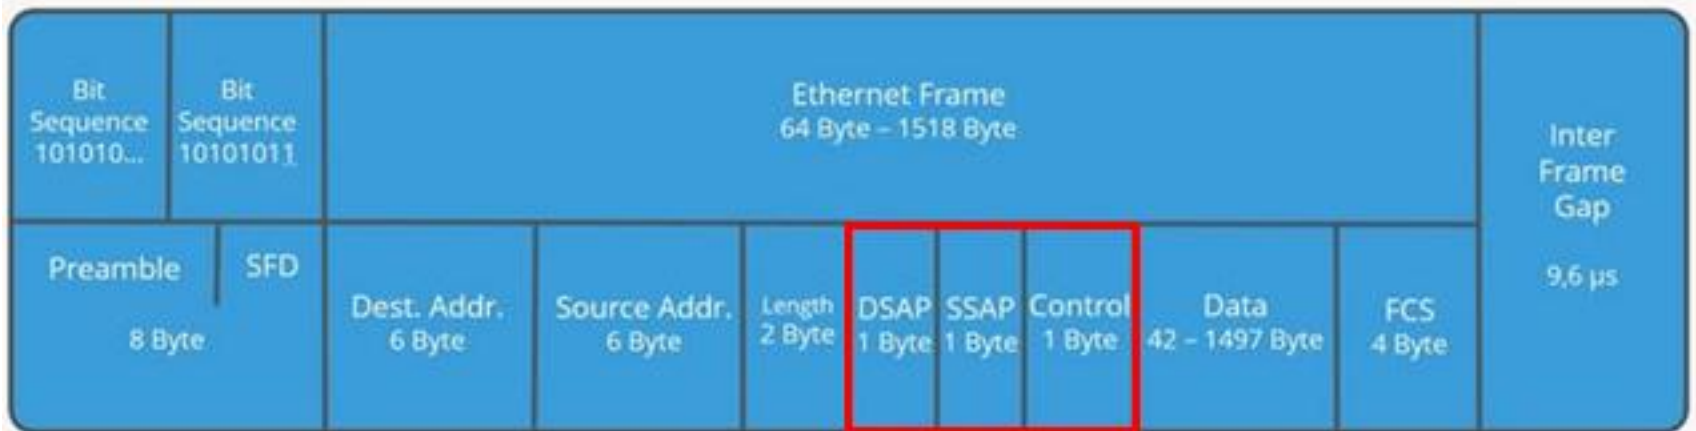 Bit
Sequence
101010...
Bit
Sequence
10101011
Ethernet Frame
64 Byte – 1518 Byte
Inter
Frame
Gap
9,6 µs
Preamble
SFD
8 Byte
Dest. Addr.
6 Byte
Source Addr.
6 Byte
Length
2 Byte
DSAP
1 Byte
SSAP
1 Byte
Control
1 Byte
Data
42 – 1497 Byte
FCS
4 Byte